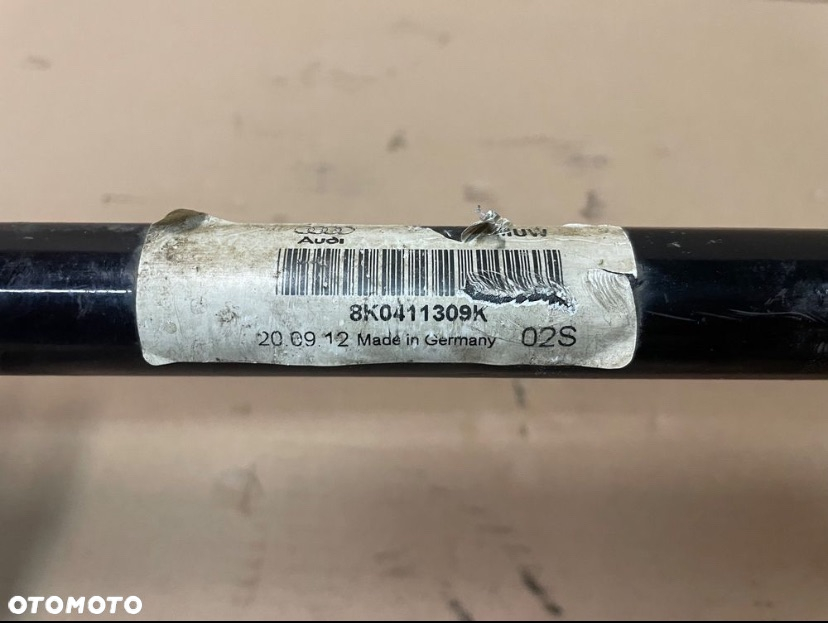 Audi
8K0411309K
20 09 12 Made in Germany 02S
OTOMOTO